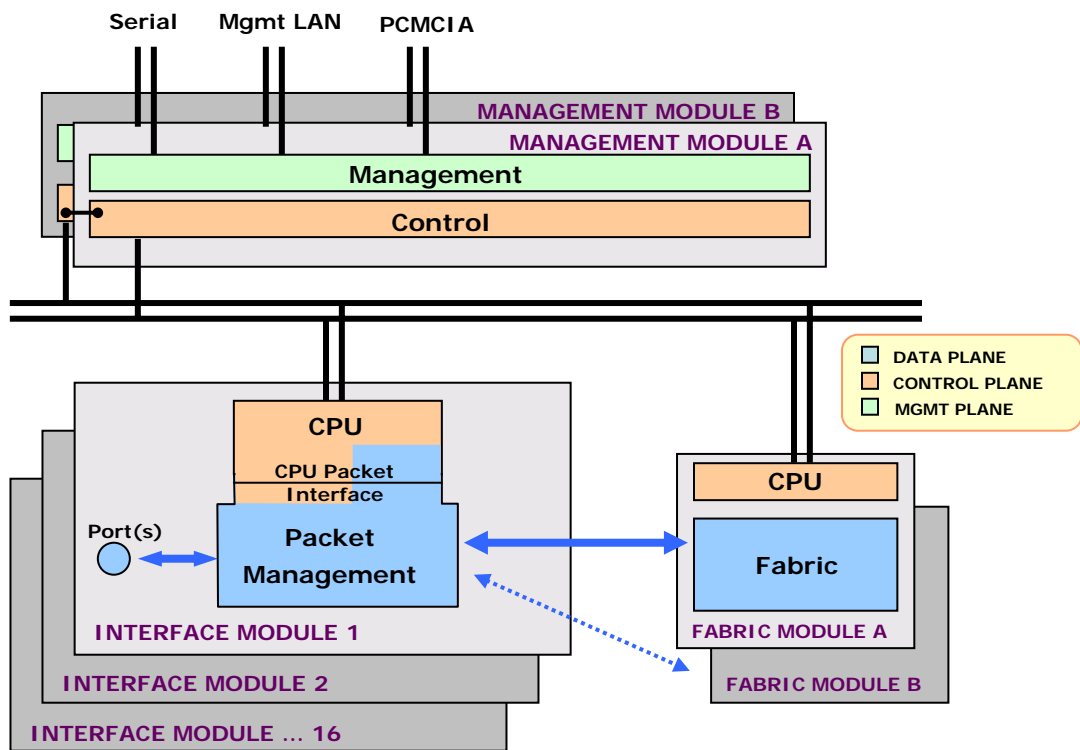 Serial
Mgmt LAN
PCMCIA
MANAGEMENT MODULE B
MANAGEMENT MODULE A
Management
Control
DATA PLANE
CONTROL PLANE
MGMT PLANE
CPU
CPU Packet
Interface
Port(s)
Packet
Management
INTERFACE MODULE 1
INTERFACE MODULE 2
INTERFACE MODULE ... 16
CPU
Fabric
FABRIC MODULE A
FABRIC MODULE B